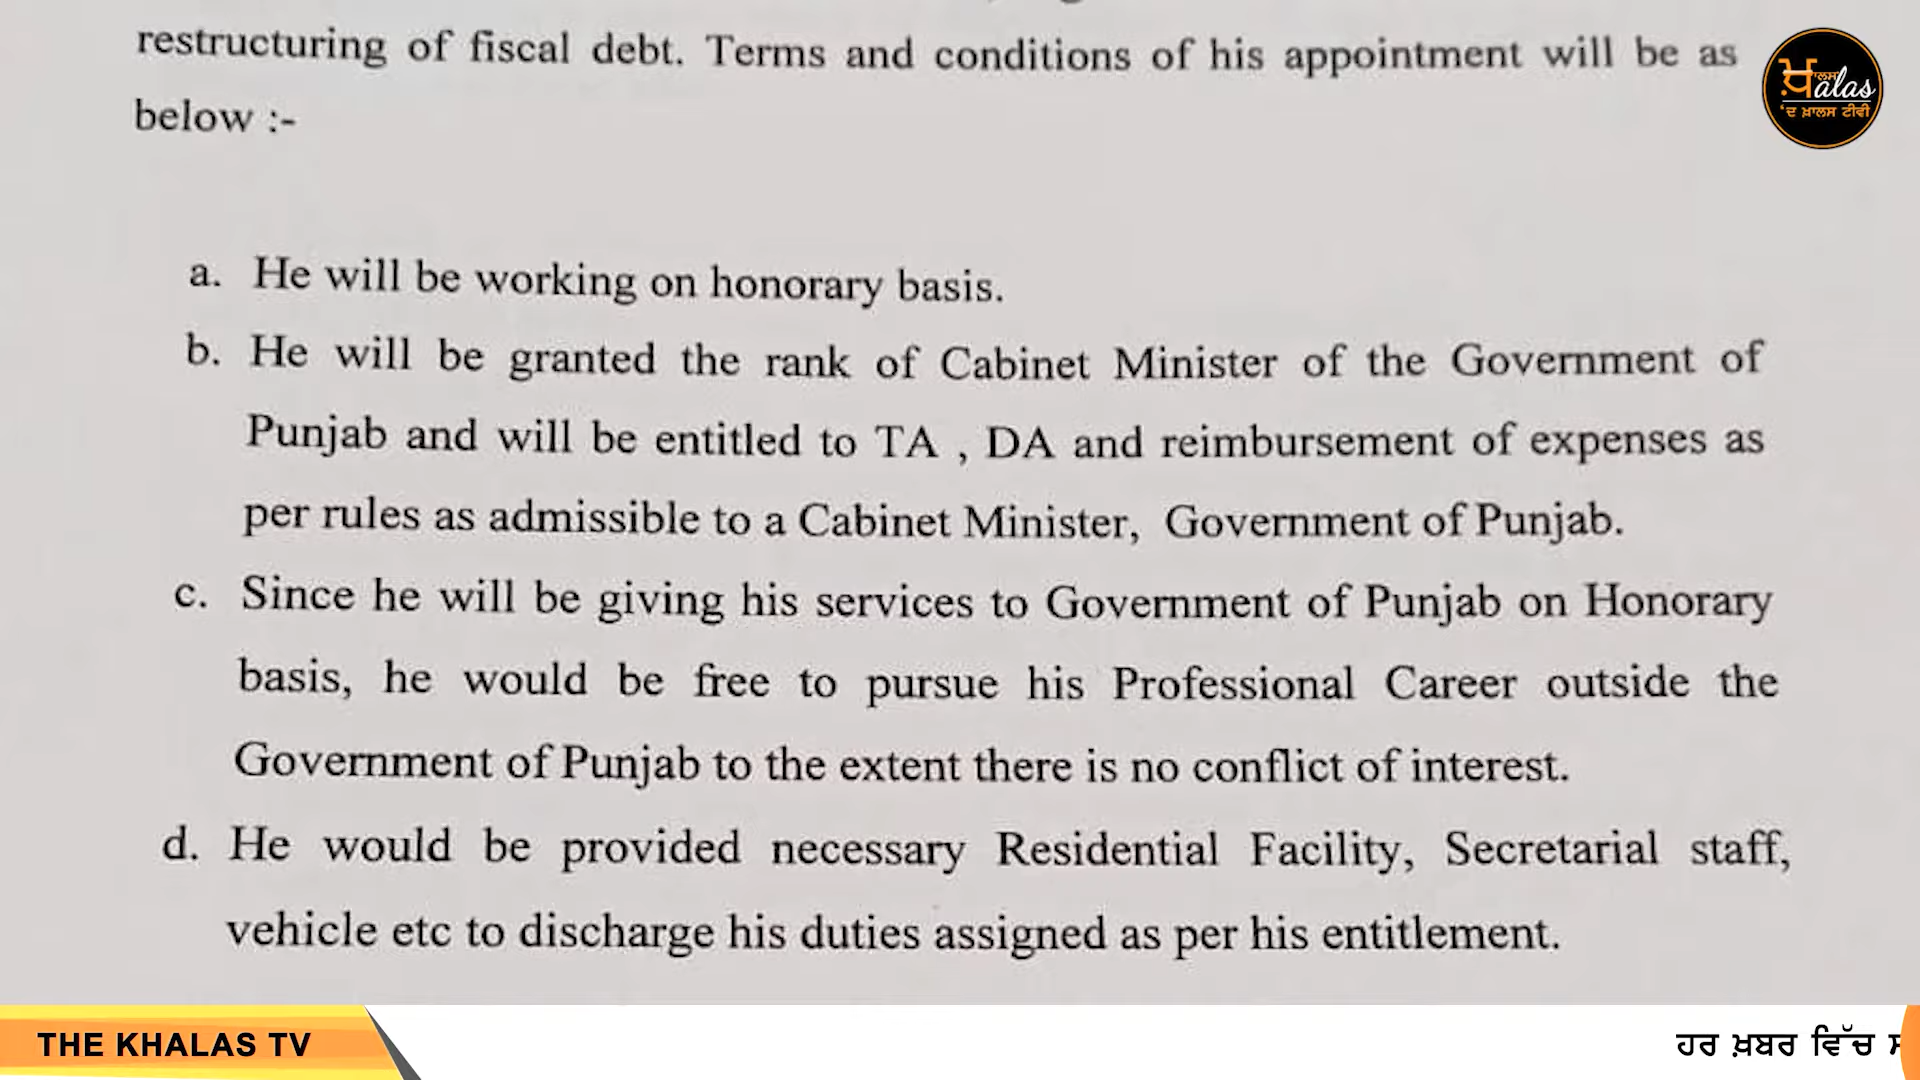 restructuring of fiscal debt. Terms and conditions of his appointment will be as
below :-
ਖ਼ਾਲਸ
alas
'ਦ ਖ਼ਾਲਸ ਟੀਵੀ
a. He will be working on honorary basis.
b. He will be granted the rank of Cabinet Minister of the Government of
Punjab and will be entitled to TA , DA and reimbursement of expenses as
per rules as admissible to a Cabinet Minister, Government of Punjab.
c. Since he will be giving his services to Government of Punjab on Honorary
basis, he would be free to pursue his Professional Career outside the
Government of Punjab to the extent there is no conflict of interest.
d. He would be provided necessary Residential Facility, Secretarial staff,
vehicle etc to discharge his duties assigned as per his entitlement.
THE KHALAS TV
ਹਰ ਖ਼ਬਰ ਵਿੱਚ